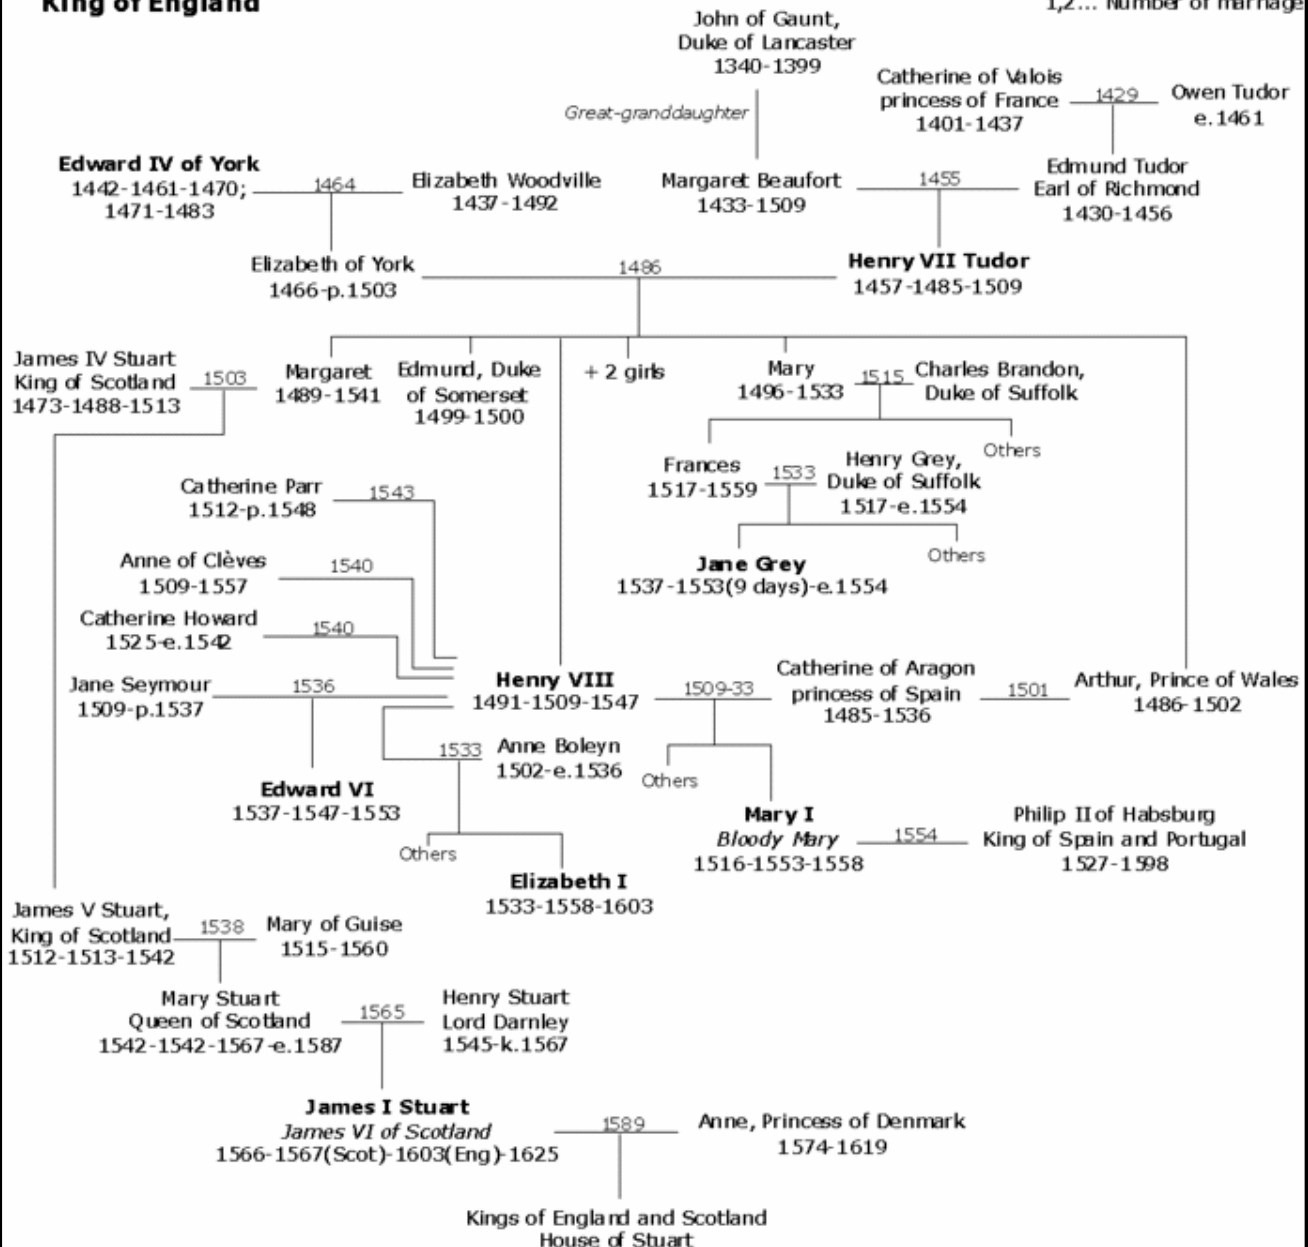 King of England
1,2... Number of marriage
John of Gaunt,
Duke of Lancaster
1340-1399
Great-granddaughter
Catherine of Valois
princess of France
1401-1437
1429
Owen Tudor
e.1461
Edward IV of York
1442-1461-1470;
1471-1483
1464
Elizabeth Woodville
1437-1492
Margaret Beaufort
1433-1509
1455
Edmund Tudor
Earl of Richmond
1430-1456
Elizabeth of York
1466-p.1503
1486
Henry VII Tudor
1457-1485-1509
James IV Stuart
King of Scotland
1473-1488-1513
1503
Margaret
1489-1541
Edmund, Duke
of Somerset
1499-1500
+ 2 girls
Mary
1496-1533
1515
Charles Brandon,
Duke of Suffolk
Others
Frances
1517-1559
1533
Henry Grey,
Duke of Suffolk
1517-e.1554
Others
Jane Grey
1537-1553(9 days)-e.1554
Catherine Parr
1512-p.1548
1543
Anne of Clèves
1509-1557
1540
Catherine Howard
1525-e.1542
1540
Jane Seymour
1509-p.1537
1536
Henry VIII
1491-1509-1547
1509-33
Catherine of Aragon
princess of Spain
1485-1536
1501
Arthur, Prince of Wales
1486-1502
1533
Anne Boleyn
1502-e.1536
Others
Edward VI
1537-1547-1553
Others
Elizabeth I
1533-1558-1603
Mary I
Bloody Mary
1516-1553-1558
1554
Philip II of Habsburg
King of Spain and Portugal
1527-1598
James V Stuart,
King of Scotland
1512-1513-1542
1538
Mary of Guise
1515-1560
Mary Stuart
Queen of Scotland
1542-1542-1567-e.1587
1565
Henry Stuart
Lord Darnley
1545-k.1567
James I Stuart
James VI of Scotland
1566-1567(Scot)-1603(Eng)-1625
1589
Anne, Princess of Denmark
1574-1619
Kings of England and Scotland
House of Stuart